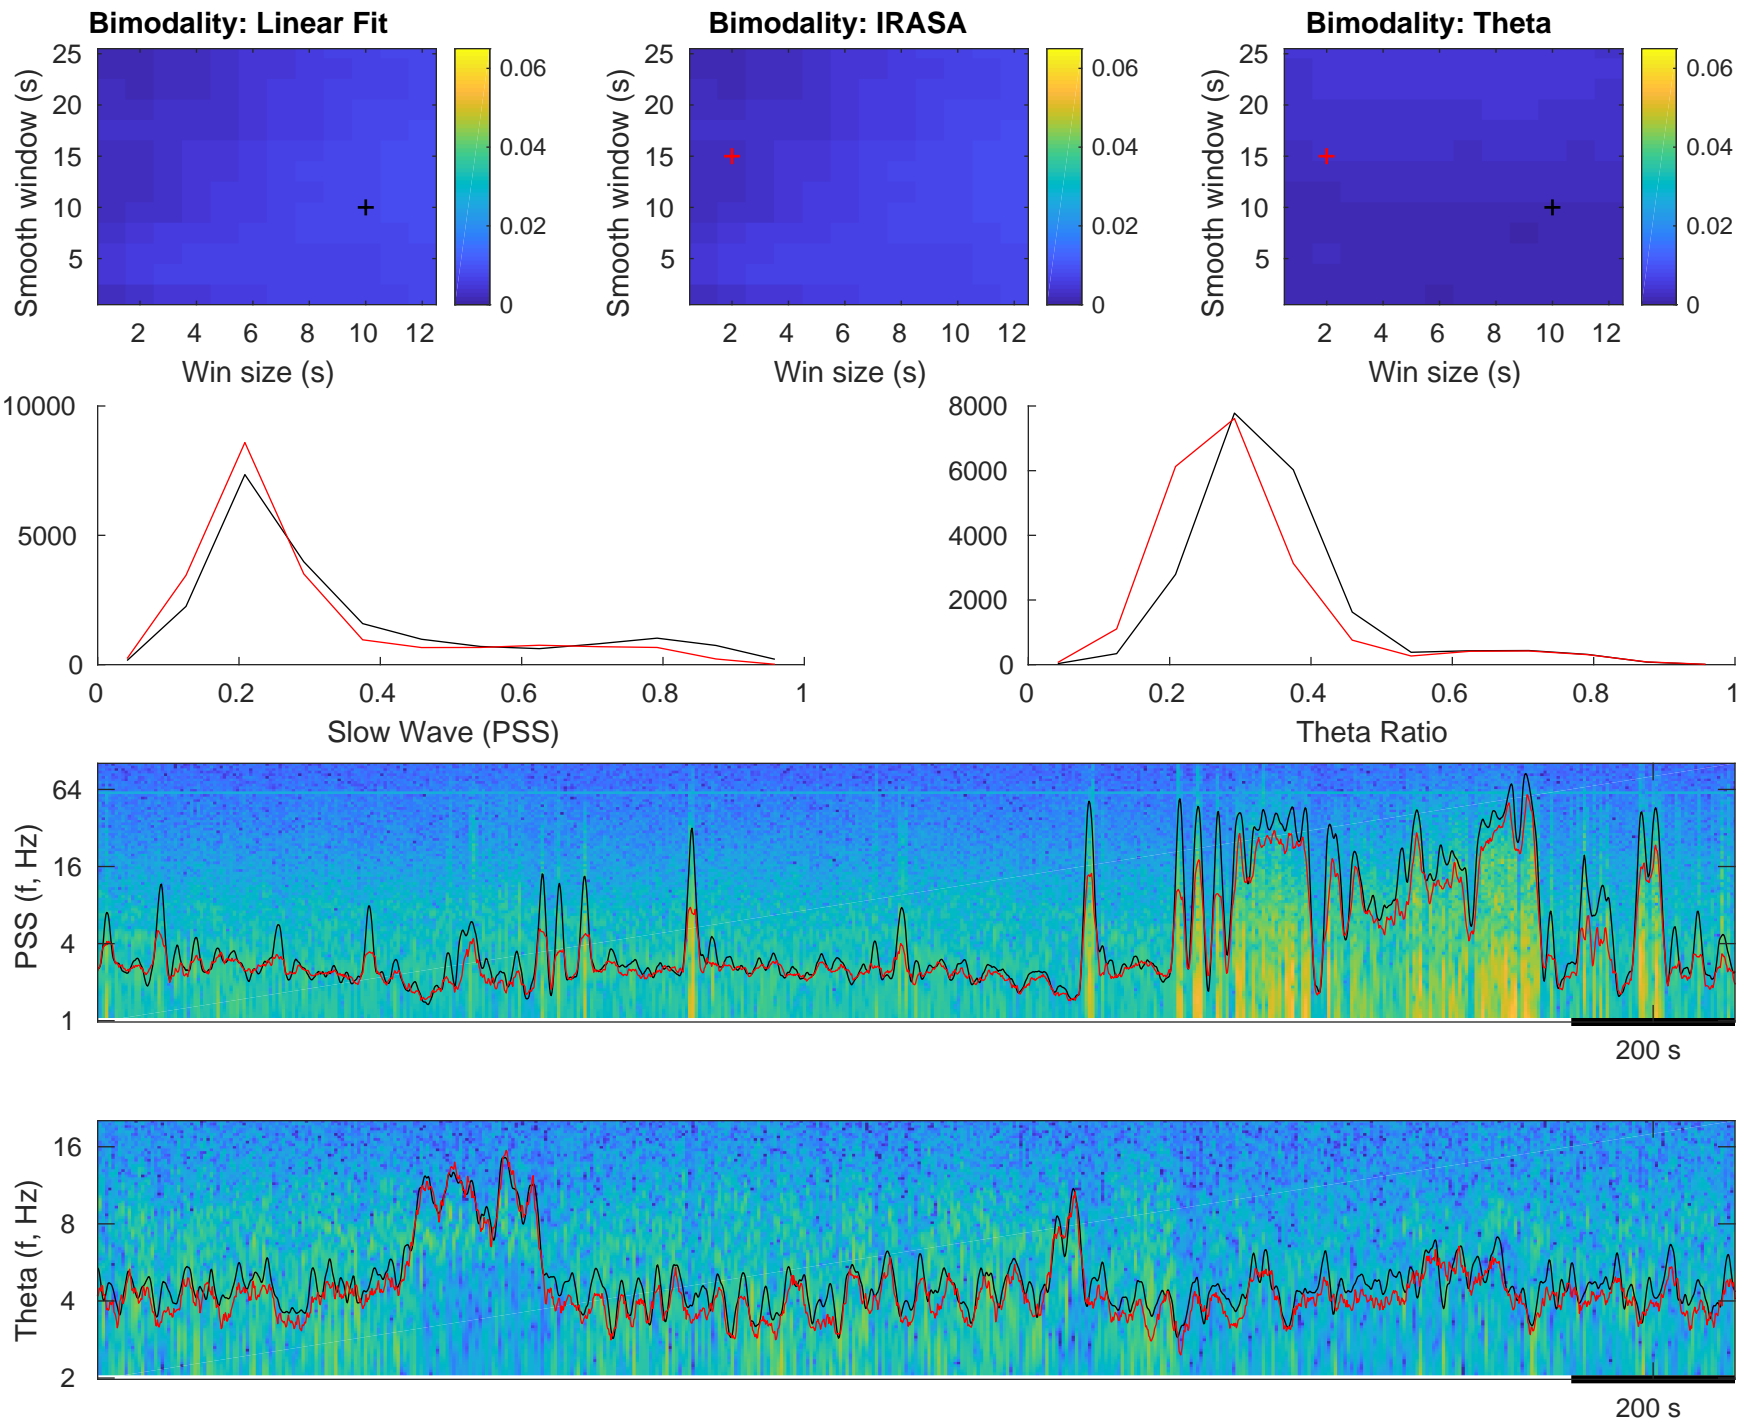 Bimodality: Linear Fit
Bimodality: IRASA
Bimodality: Theta
25
20
15
10
5
Smooth window (s)
2 4 6 8 10 12
Win size (s)
0.06
0.04
0.02
0
25
20
15
10
5
Smooth window (s)
2 4 6 8 10 12
Win size (s)
0.06
0.04
0.02
0
25
20
15
10
5
Smooth window (s)
2 4 6 8 10 12
Win size (s)
0.06
0.04
0.02
0
10000
5000
0
0 0.2 0.4 0.6 0.8 1
Slow Wave (PSS)
8000
6000
4000
2000
0
0 0.2 0.4 0.6 0.8 1
Theta Ratio
64
16
4
1
PSS (f, Hz)
200 s
16
8
4
2
Theta (f, Hz)
200 s